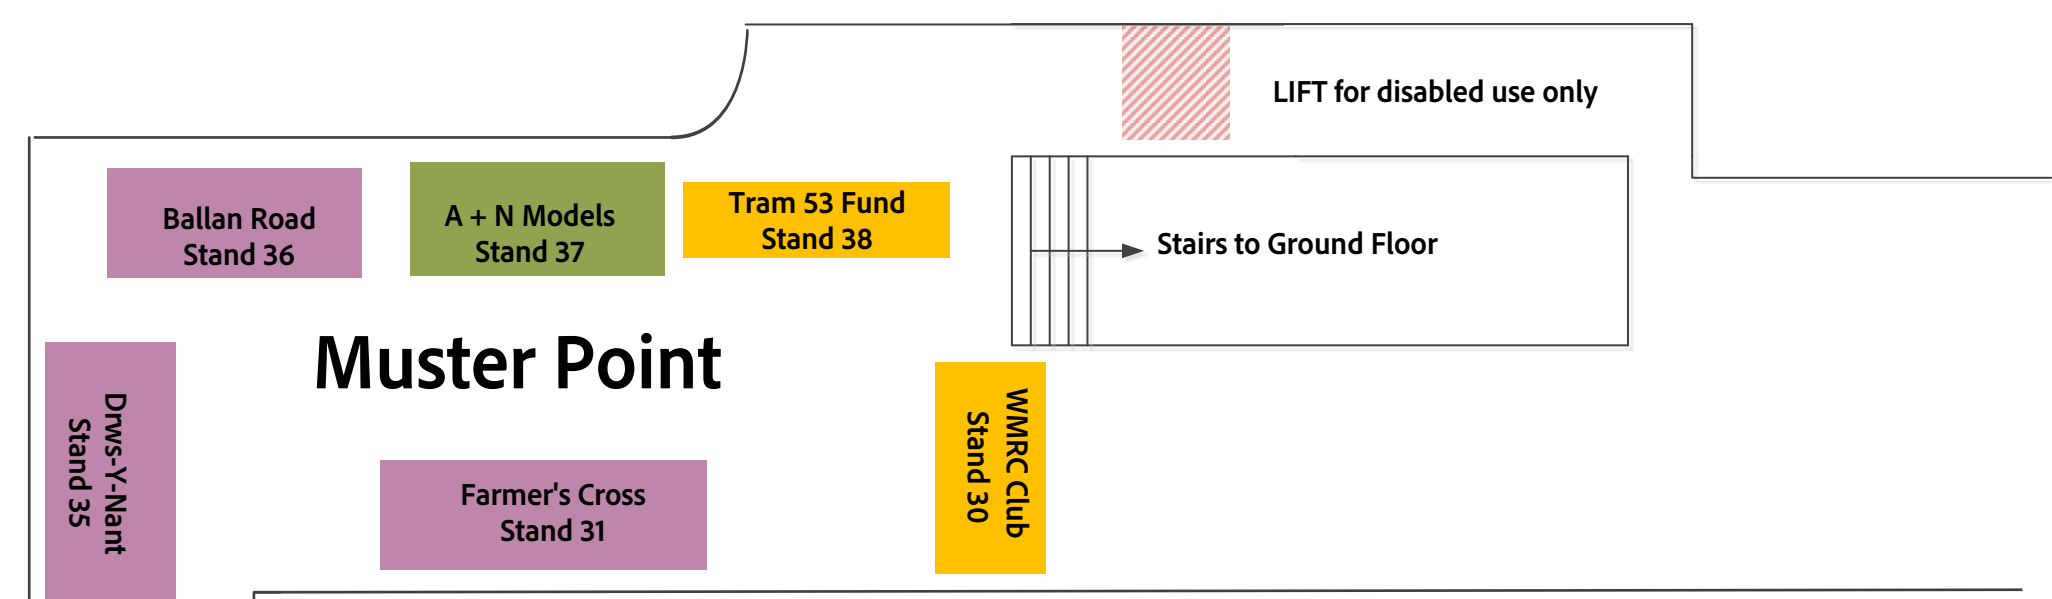 LIFT for disabled use only
Ballan Road
Stand 36
A + N Models
Stand 37
Tram 53 Fund
Stand 38
Stairs to Ground Floor
Muster Point
Drws-Y-Nant
Stand 35
Farmer's Cross
Stand 31
WMRC Club
Stand 30